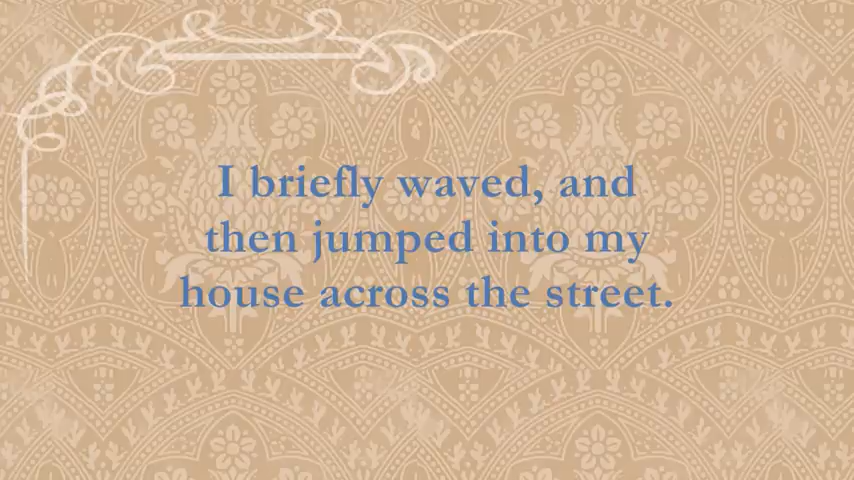 I briefly waved, and
then jumped into my
house across the street.